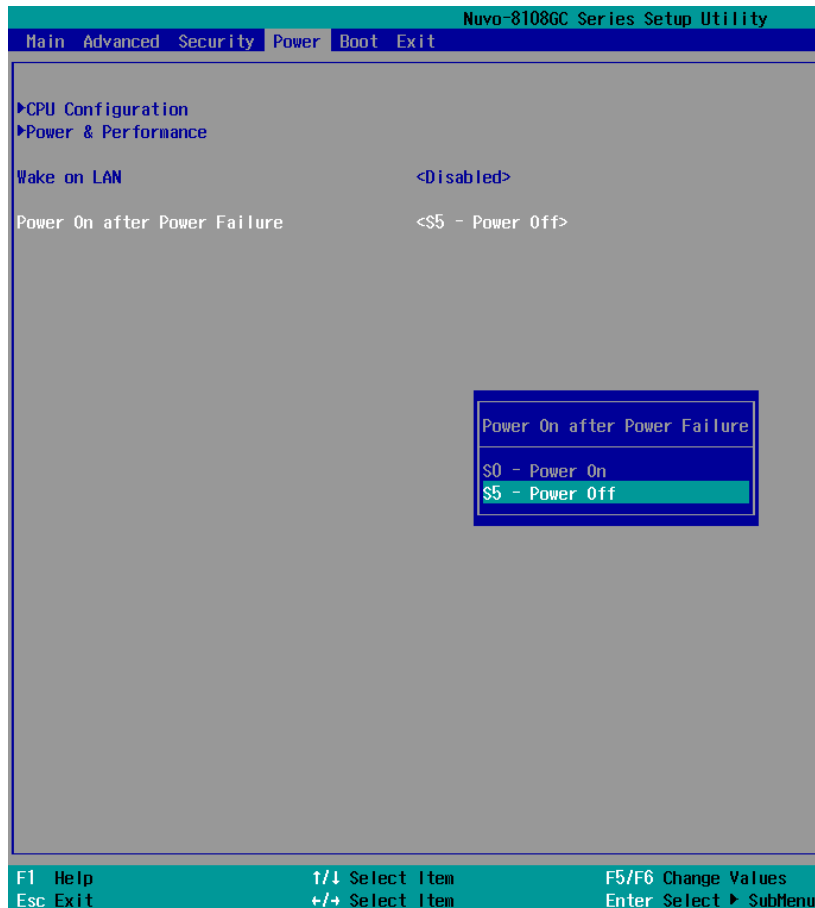 Nuvo-8108GC Series Setup Utility
Main Advanced Security Power Boot Exit
▶CPU Configuration
▶Power & Performance
Wake on LAN <Disabled>
Power On after Power Failure <S5 - Power Off>
Power On after Power Failure
S0 - Power On
S5 - Power Off
F1 Help ↑/↓ Select Item F5/F6 Change Values
Esc Exit ←/→ Select Item Enter Select ▶ SubMenu